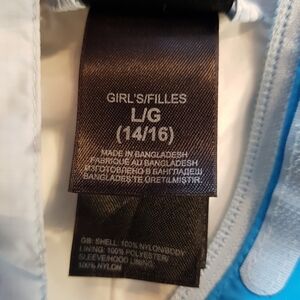 GIRL'S/FILLES
L/G
(14/16)
MADE IN BANGLADESH
FABRIQUÉ AU BANGLADESH
ИЗГОТОВЛЕНО В БАНГЛАДЕШ
BANGLADEŞ'TE ÜRETİLMİŞTİR.
GB: SHELL: 100% NYLON/BODY
LINING: 100% POLYESTER/
SLEEVE/HOOD LINING:
100% NYLON